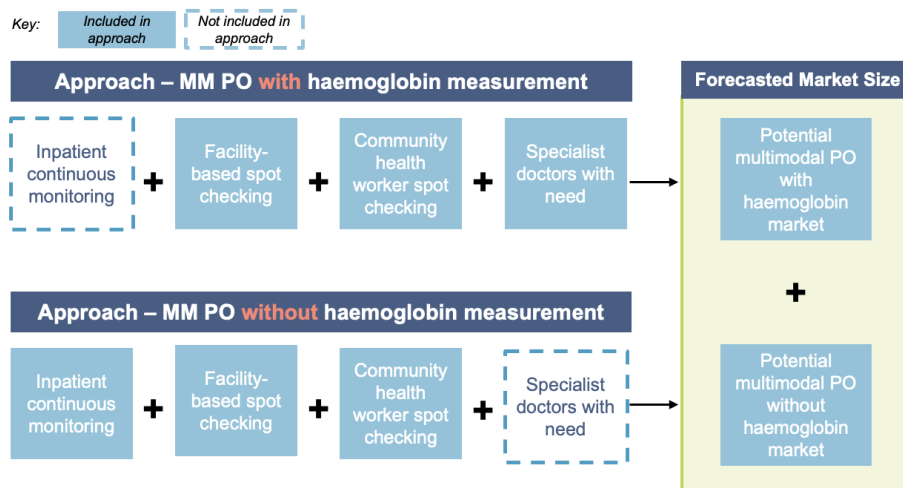 Key:
Included in
approach
Not included in
approach
Approach – MM PO with haemoglobin measurement
Forecasted Market Size
Inpatient
continuous
monitoring
+
Facility-
based spot
checking
+
Community
health
worker spot
checking
+
Specialist
doctors with
need
Potential
multimodal PO
with
haemoglobin
market
+
Approach – MM PO without haemoglobin measurement
Inpatient
continuous
monitoring
+
Facility-
based spot
checking
+
Community
health
worker spot
checking
+
Specialist
doctors with
need
Potential
multimodal PO
without
haemoglobin
market